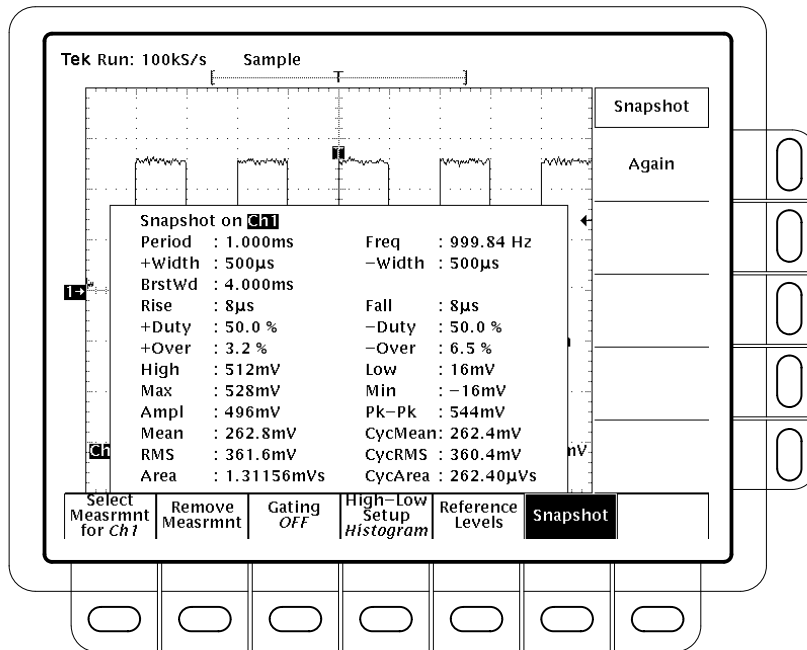 Tek Run: 100kS/s Sample
T
T
Snapshot
Again
Snapshot on Ch1
Period : 1.000ms Freq : 999.84 Hz
+Width : 500µs −Width : 500µs
BrstWd : 4.000ms
Rise : 8µs Fall : 8µs
+Duty : 50.0 % −Duty : 50.0 %
+Over : 3.2 % −Over : 6.5 %
High : 512mV Low : 16mV
Max : 528mV Min : −16mV
Ampl : 496mV Pk−Pk : 544mV
Mean : 262.8mV CycMean: 262.4mV
RMS : 361.6mV CycRMS : 360.4mV
Area : 1.31156mVs CycArea : 262.40µVs
1→
Ch
mV
Select Measrmnt for Ch1
Remove Measrmnt
Gating OFF
High−Low Setup Histogram
Reference Levels
Snapshot